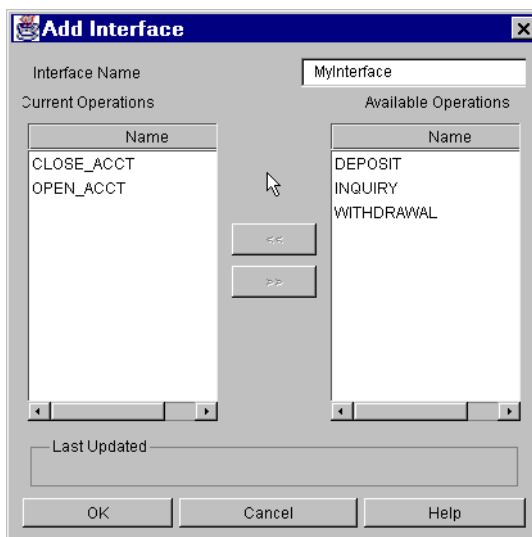 Add Interface
Interface Name MyInterface
Current Operations Available Operations
Name Name
CLOSE_ACCT DEPOSIT
OPEN_ACCT INQUIRY
WITHDRAWAL
<<
>>
Last Updated
OK Cancel Help